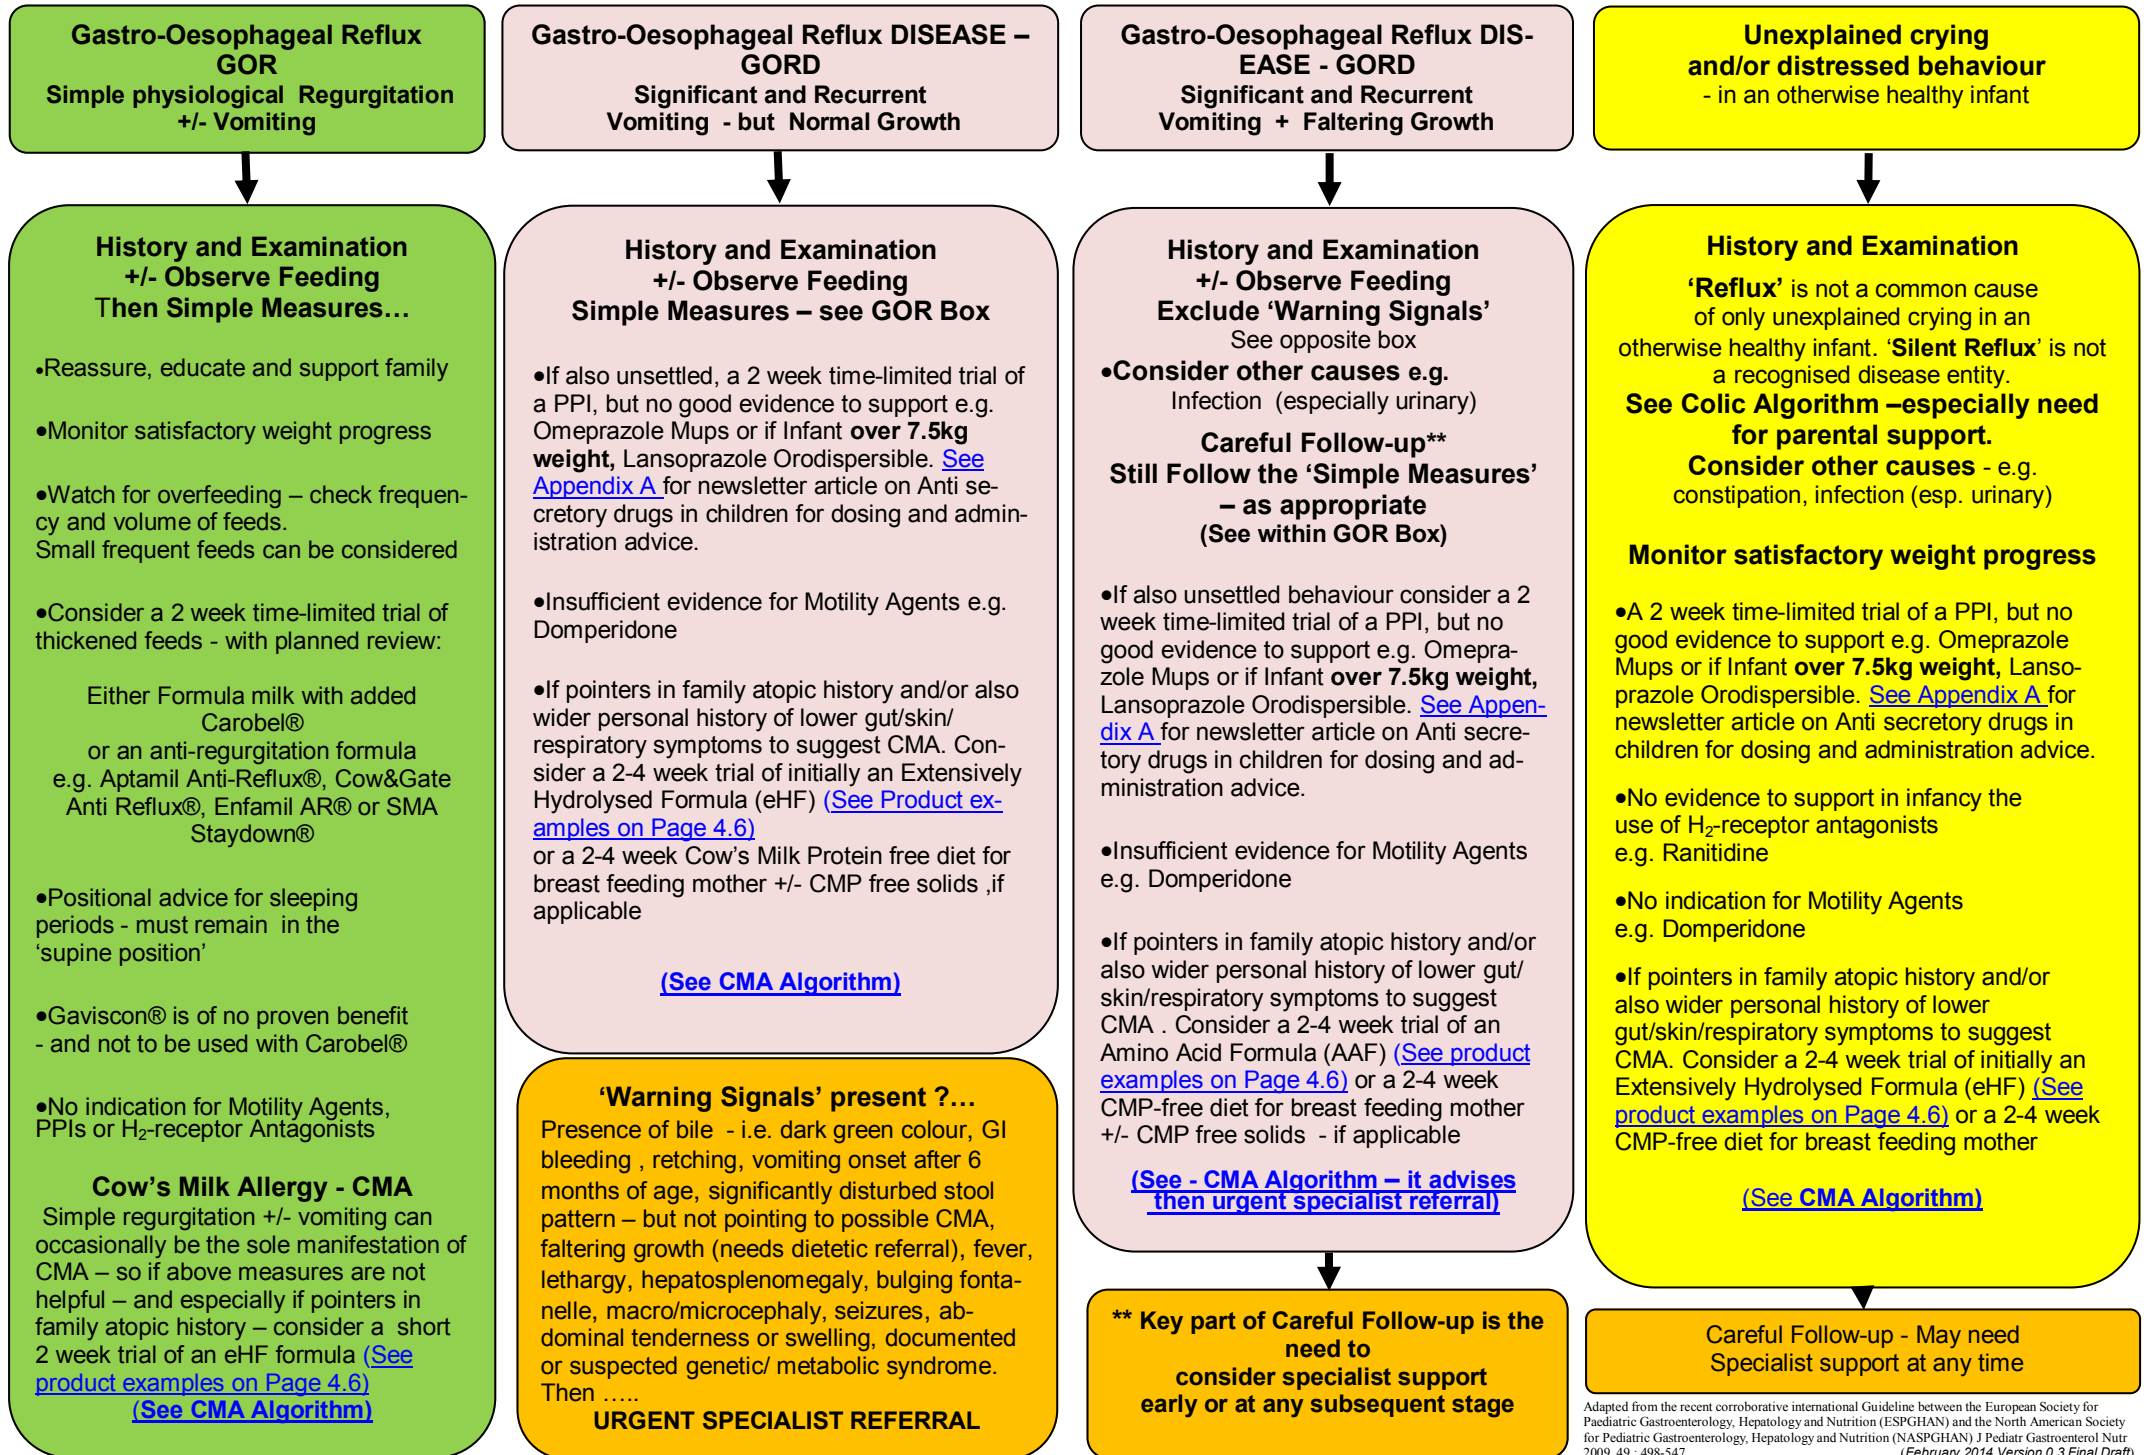 Gastro-Oesophageal Reflux
GOR
Simple physiological Regurgitation
+/- Vomiting
History and Examination
+/- Observe Feeding
Then Simple Measures…
•Reassure, educate and support family
•Monitor satisfactory weight progress
•Watch for overfeeding – check frequen-
cy and volume of feeds.
Small frequent feeds can be considered
•Consider a 2 week time-limited trial of
thickened feeds - with planned review:
Either Formula milk with added
Carobel®
or an anti-regurgitation formula
e.g. Aptamil Anti-Reflux®, Cow&Gate
Anti Reflux®, Enfamil AR® or SMA
Staydown®
•Positional advice for sleeping
periods - must remain in the
‘supine position’
•Gaviscon® is of no proven benefit
- and not to be used with Carobel®
•No indication for Motility Agents,
PPIs or H2-receptor Antagonists
Cow’s Milk Allergy - CMA
Simple regurgitation +/- vomiting can
occasionally be the sole manifestation of
CMA – so if above measures are not
helpful – and especially if pointers in
family atopic history – consider a short
2 week trial of an eHF formula (See
product examples on Page 4.6)
(See CMA Algorithm)
Gastro-Oesophageal Reflux DISEASE –
GORD
Significant and Recurrent
Vomiting - but Normal Growth
History and Examination
+/- Observe Feeding
Simple Measures – see GOR Box
•If also unsettled, a 2 week time-limited trial of
a PPI, but no good evidence to support e.g.
Omeprazole Mups or if Infant over 7.5kg
weight, Lansoprazole Orodispersible. See
Appendix A for newsletter article on Anti se-
cretory drugs in children for dosing and admin-
istration advice.
•Insufficient evidence for Motility Agents e.g.
Domperidone
•If pointers in family atopic history and/or also
wider personal history of lower gut/skin/
respiratory symptoms to suggest CMA. Con-
sider a 2-4 week trial of initially an Extensively
Hydrolysed Formula (eHF) (See Product ex-
amples on Page 4.6)
or a 2-4 week Cow’s Milk Protein free diet for
breast feeding mother +/- CMP free solids ,if
applicable
(See CMA Algorithm)
‘Warning Signals’ present ?…
Presence of bile - i.e. dark green colour, GI
bleeding , retching, vomiting onset after 6
months of age, significantly disturbed stool
pattern – but not pointing to possible CMA,
faltering growth (needs dietetic referral), fever,
lethargy, hepatosplenomegaly, bulging fonta-
nelle, macro/microcephaly, seizures, ab-
dominal tenderness or swelling, documented
or suspected genetic/ metabolic syndrome.
Then …..
URGENT SPECIALIST REFERRAL
Gastro-Oesophageal Reflux DIS-
EASE - GORD
Significant and Recurrent
Vomiting + Faltering Growth
History and Examination
+/- Observe Feeding
Exclude ‘Warning Signals’
See opposite box
•Consider other causes e.g.
Infection (especially urinary)
Careful Follow-up**
Still Follow the ‘Simple Measures’
– as appropriate
(See within GOR Box)
•If also unsettled behaviour consider a 2
week time-limited trial of a PPI, but no
good evidence to support e.g. Omepra-
zole Mups or if Infant over 7.5kg weight,
Lansoprazole Orodispersible. See Appen-
dix A for newsletter article on Anti secre-
tory drugs in children for dosing and ad-
ministration advice.
•Insufficient evidence for Motility Agents
e.g. Domperidone
•If pointers in family atopic history and/or
also wider personal history of lower gut/
skin/respiratory symptoms to suggest
CMA . Consider a 2-4 week trial of an
Amino Acid Formula (AAF) (See product
examples on Page 4.6) or a 2-4 week
CMP-free diet for breast feeding mother
+/- CMP free solids - if applicable
(See - CMA Algorithm – it advises
then urgent specialist referral)
** Key part of Careful Follow-up is the
need to
consider specialist support
early or at any subsequent stage
Unexplained crying
and/or distressed behaviour
- in an otherwise healthy infant
History and Examination
‘Reflux’ is not a common cause
of only unexplained crying in an
otherwise healthy infant. ‘Silent Reflux’ is not
a recognised disease entity.
See Colic Algorithm –especially need
for parental support.
Consider other causes - e.g.
constipation, infection (esp. urinary)
Monitor satisfactory weight progress
•A 2 week time-limited trial of a PPI, but no
good evidence to support e.g. Omeprazole
Mups or if Infant over 7.5kg weight, Lanso-
prazole Orodispersible. See Appendix A for
newsletter article on Anti secretory drugs in
children for dosing and administration advice.
•No evidence to support in infancy the
use of H2-receptor antagonists
e.g. Ranitidine
•No indication for Motility Agents
e.g. Domperidone
•If pointers in family atopic history and/or
also wider personal history of lower
gut/skin/respiratory symptoms to suggest
CMA. Consider a 2-4 week trial of initially an
Extensively Hydrolysed Formula (eHF) (See
product examples on Page 4.6) or a 2-4 week
CMP-free diet for breast feeding mother
(See CMA Algorithm)
Careful Follow-up - May need
Specialist support at any time
Adapted from the recent corroborative international Guideline between the European Society for
Paediatric Gastroenterology, Hepatology and Nutrition (ESPGHAN) and the North American Society
for Pediatric Gastroenterology, Hepatology and Nutrition (NASPGHAN) J Pediatr Gastroenterol Nutr
2009, 49 : 498-547 (February 2014 Version 0.3 Final Draft)